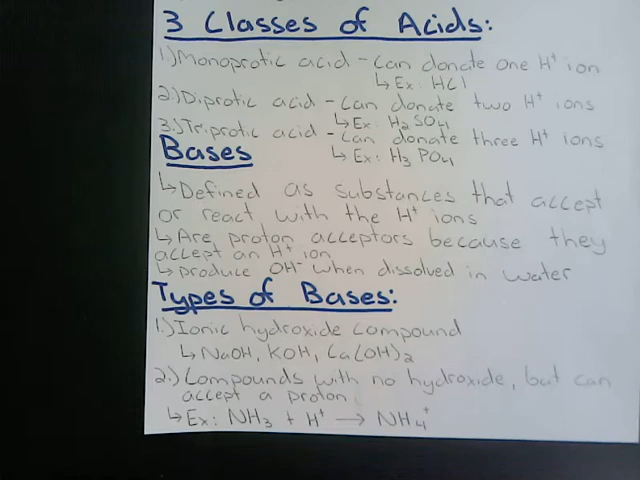 3 Classes of Acids:
1.) Monoprotic acid - can donate one H⁺ ion
↳ Ex: HCl
2.) Diprotic acid - can donate two H⁺ ions
↳ Ex: H₂SO₄
3.) Triprotic acid - can donate three H⁺ ions
↳ Ex: H₃PO₄
Bases
↳ Defined as substances that accept
or react with the H⁺ ions
↳ Are proton acceptors because they
accept an H⁺ ion
↳ produce OH⁻ when dissolved in water
Types of Bases:
1.) Ionic hydroxide compound
↳ NaOH, KOH, Ca(OH)₂
2.) Compounds with no hydroxide, but can
accept a proton
↳ Ex: NH₃ + H⁺ → NH₄⁺